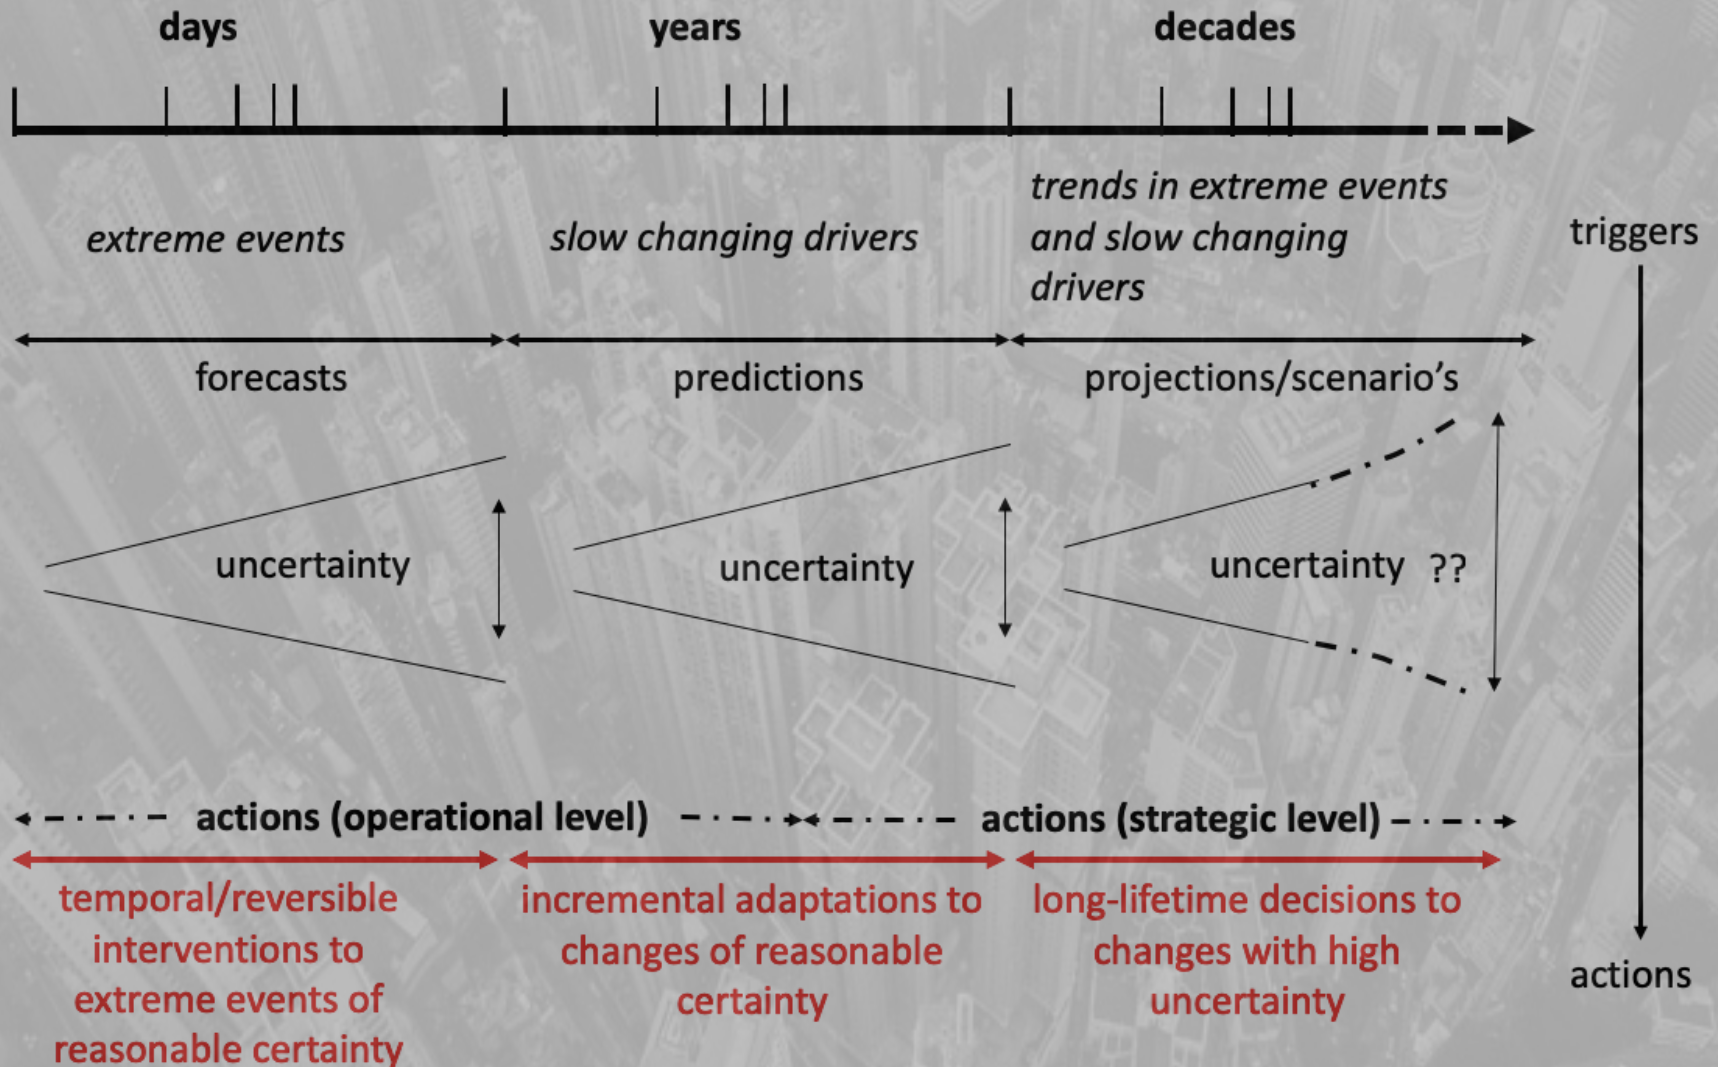 days
years
decades
extreme events
slow changing drivers
trends in extreme events
and slow changing
drivers
triggers
forecasts
predictions
projections/scenario's
uncertainty
uncertainty
uncertainty ??
actions (operational level)
actions (strategic level)
temporal/reversible
interventions to
extreme events of
reasonable certainty
incremental adaptations to
changes of reasonable
certainty
long-lifetime decisions to
changes with high
uncertainty
actions